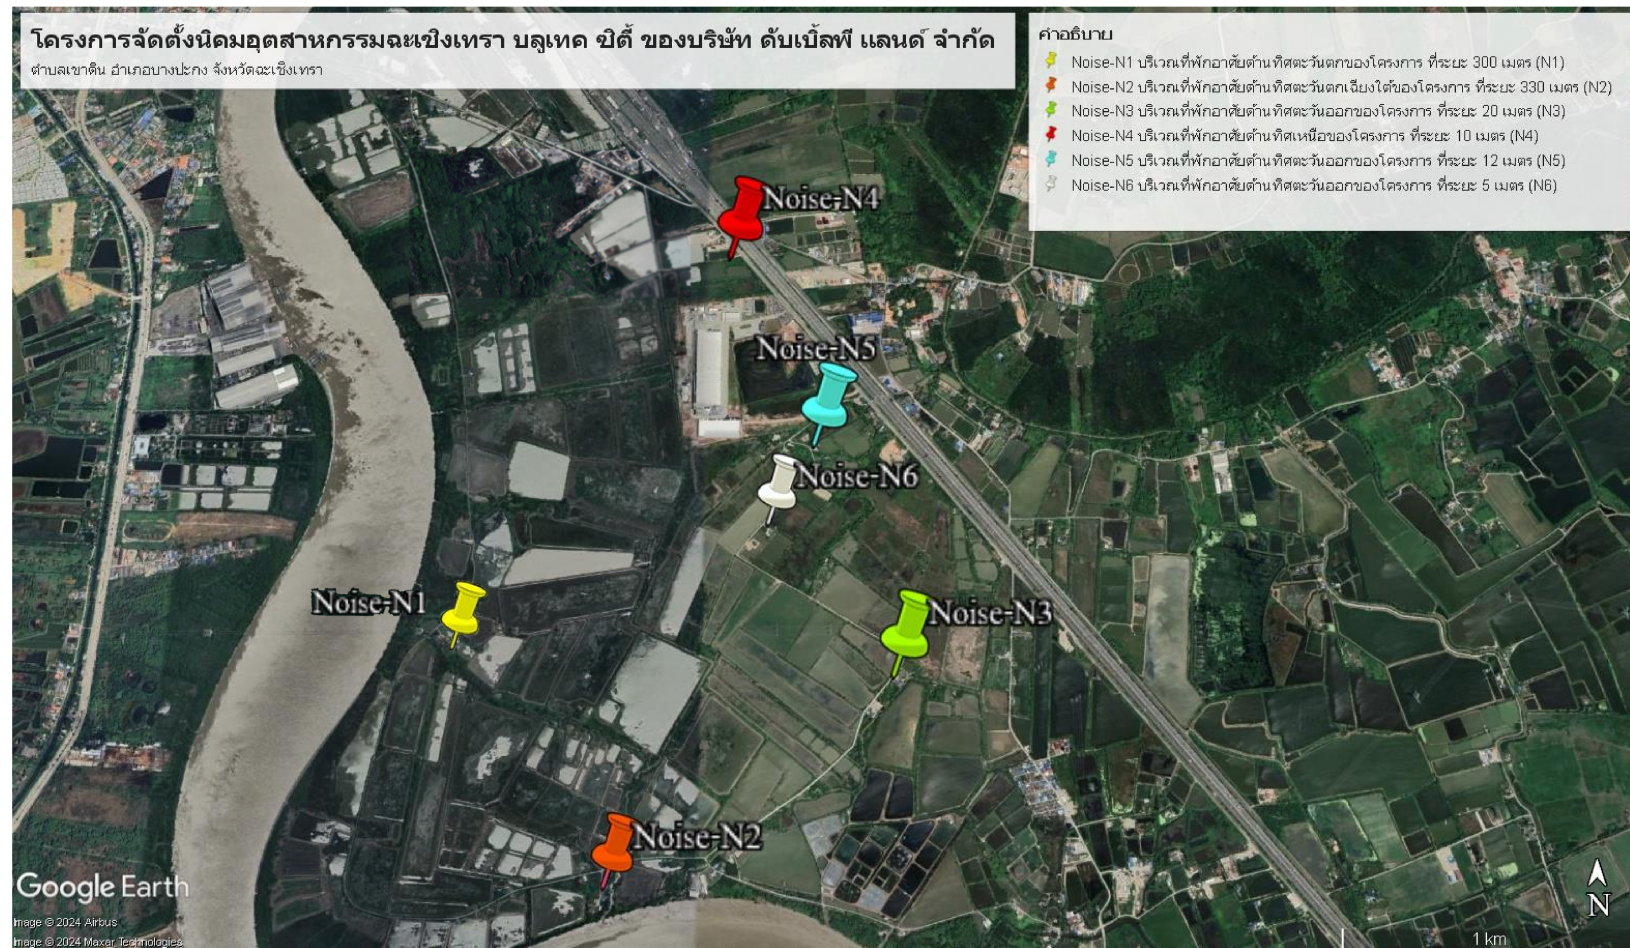 โครงการจัดตั้งนิคมอุตสาหกรรมฉะเชิงเทรา บลูเทค ซิตี้ ของบริษัท ดับเบิ้ลพี แลนด์ จำกัด
ตำบลเขาดิน อำเภอบางปะกง จังหวัดฉะเชิงเทรา
คำอธิบาย
Noise-N1 บริเวณที่พักอาศัยด้านทิศตะวันตกของโครงการ ที่ระยะ 300 เมตร (N1)
Noise-N2 บริเวณที่พักอาศัยด้านทิศตะวันตกเฉียงใต้ของโครงการ ที่ระยะ 330 เมตร (N2)
Noise-N3 บริเวณที่พักอาศัยด้านทิศตะวันออกของโครงการ ที่ระยะ 20 เมตร (N3)
Noise-N4 บริเวณที่พักอาศัยด้านทิศเหนือของโครงการ ที่ระยะ 10 เมตร (N4)
Noise-N5 บริเวณที่พักอาศัยด้านทิศตะวันออกของโครงการ ที่ระยะ 12 เมตร (N5)
Noise-N6 บริเวณที่พักอาศัยด้านทิศตะวันออกของโครงการ ที่ระยะ 5 เมตร (N6)
Noise-N4
Noise-N5
Noise-N6
Noise-N1
Noise-N3
Noise-N2
Google Earth
Image © 2024 Airbus
Image © 2024 Maxar Technologies
N
1 km